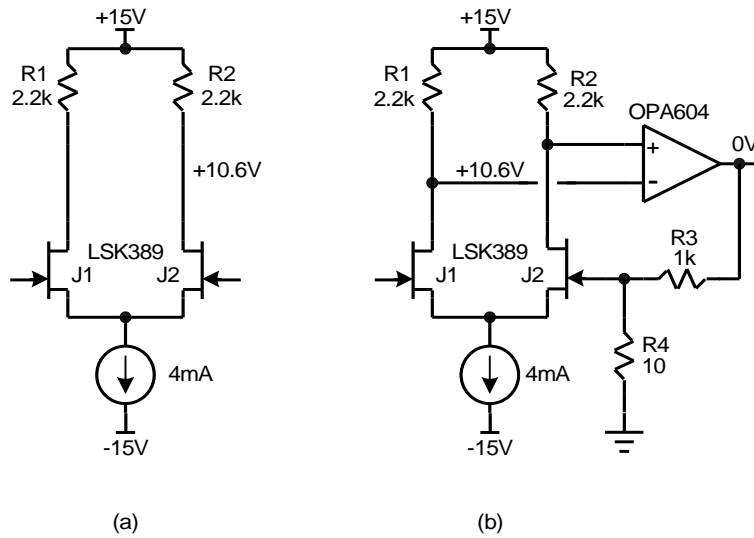 +15V
R1
2.2k
R2
2.2k
+10.6V
LSK389
J1
J2
4mA
-15V
(a)
+15V
R1
2.2k
R2
2.2k
OPA604
+
-
0V
+10.6V
LSK389
J1
J2
R3
1k
R4
10
4mA
-15V
(b)